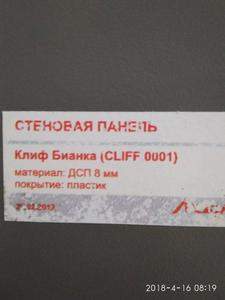 СТЕНОВАЯ ПАНЕЛЬ
Клиф Бианка (CLIFF 0001)
материал: ДСП 8 мм
покрытие: пластик
2018-4-16 08:19